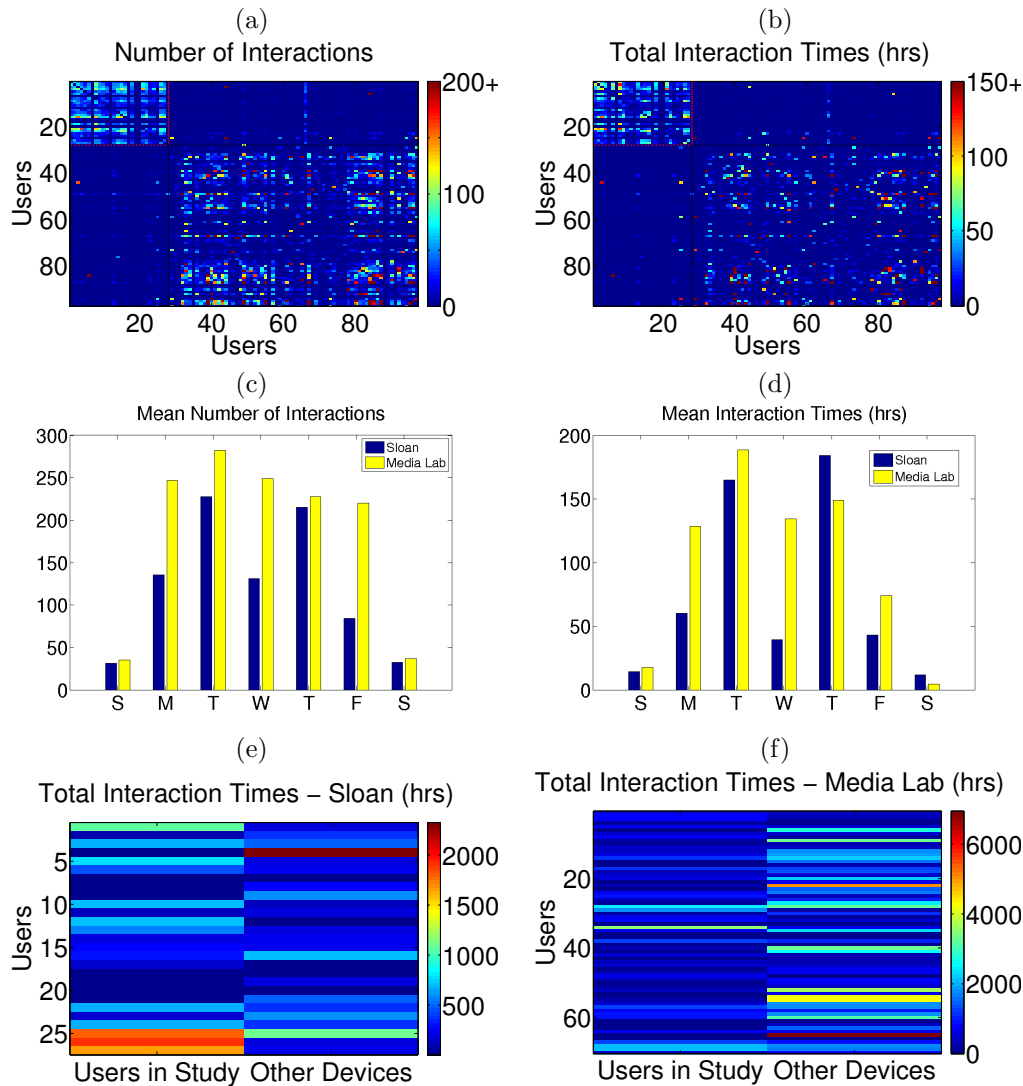 (a)
Number of Interactions
200+
100
0
20
40
60
80
Users
20 40 60 80
Users
(b)
Total Interaction Times (hrs)
150+
100
50
0
20
40
60
80
Users
20 40 60 80
Users
(c)
Mean Number of Interactions
300
250
200
150
100
50
0
Sloan
Media Lab
S M T W T F S
(d)
Mean Interaction Times (hrs)
200
150
100
50
0
Sloan
Media Lab
S M T W T F S
(e)
Total Interaction Times − Sloan (hrs)
5
10
15
20
25
Users
2000
1500
1000
500
Users in Study Other Devices
(f)
Total Interaction Times − Media Lab (hrs)
20
40
60
Users
6000
4000
2000
0
Users in Study Other Devices